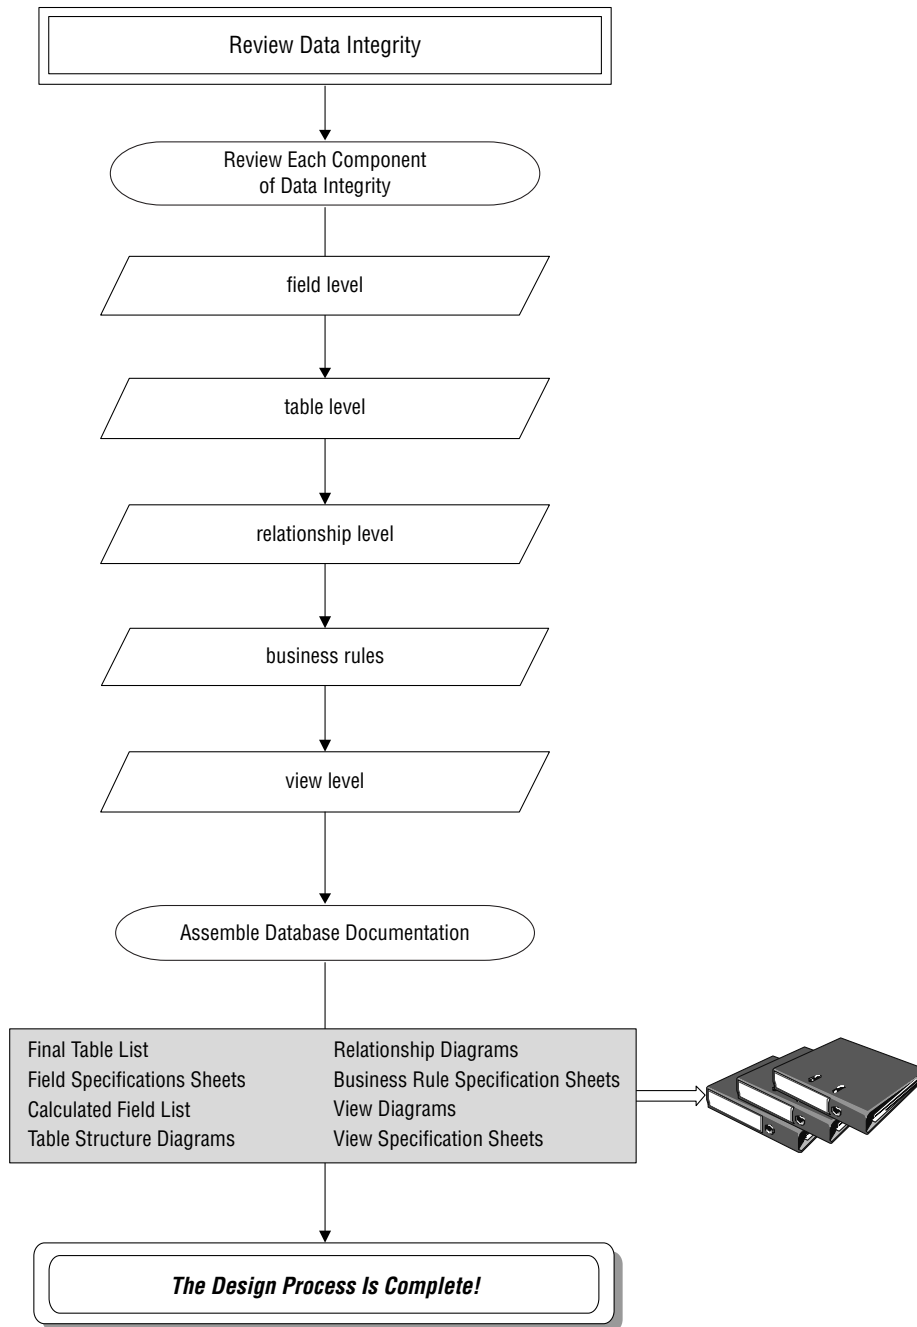 Review Data Integrity
Review Each Component
of Data Integrity
field level
table level
relationship level
business rules
view level
Assemble Database Documentation
Final Table List
Field Specifications Sheets
Calculated Field List
Table Structure Diagrams
Relationship Diagrams
Business Rule Specification Sheets
View Diagrams
View Specification Sheets
The Design Process Is Complete!